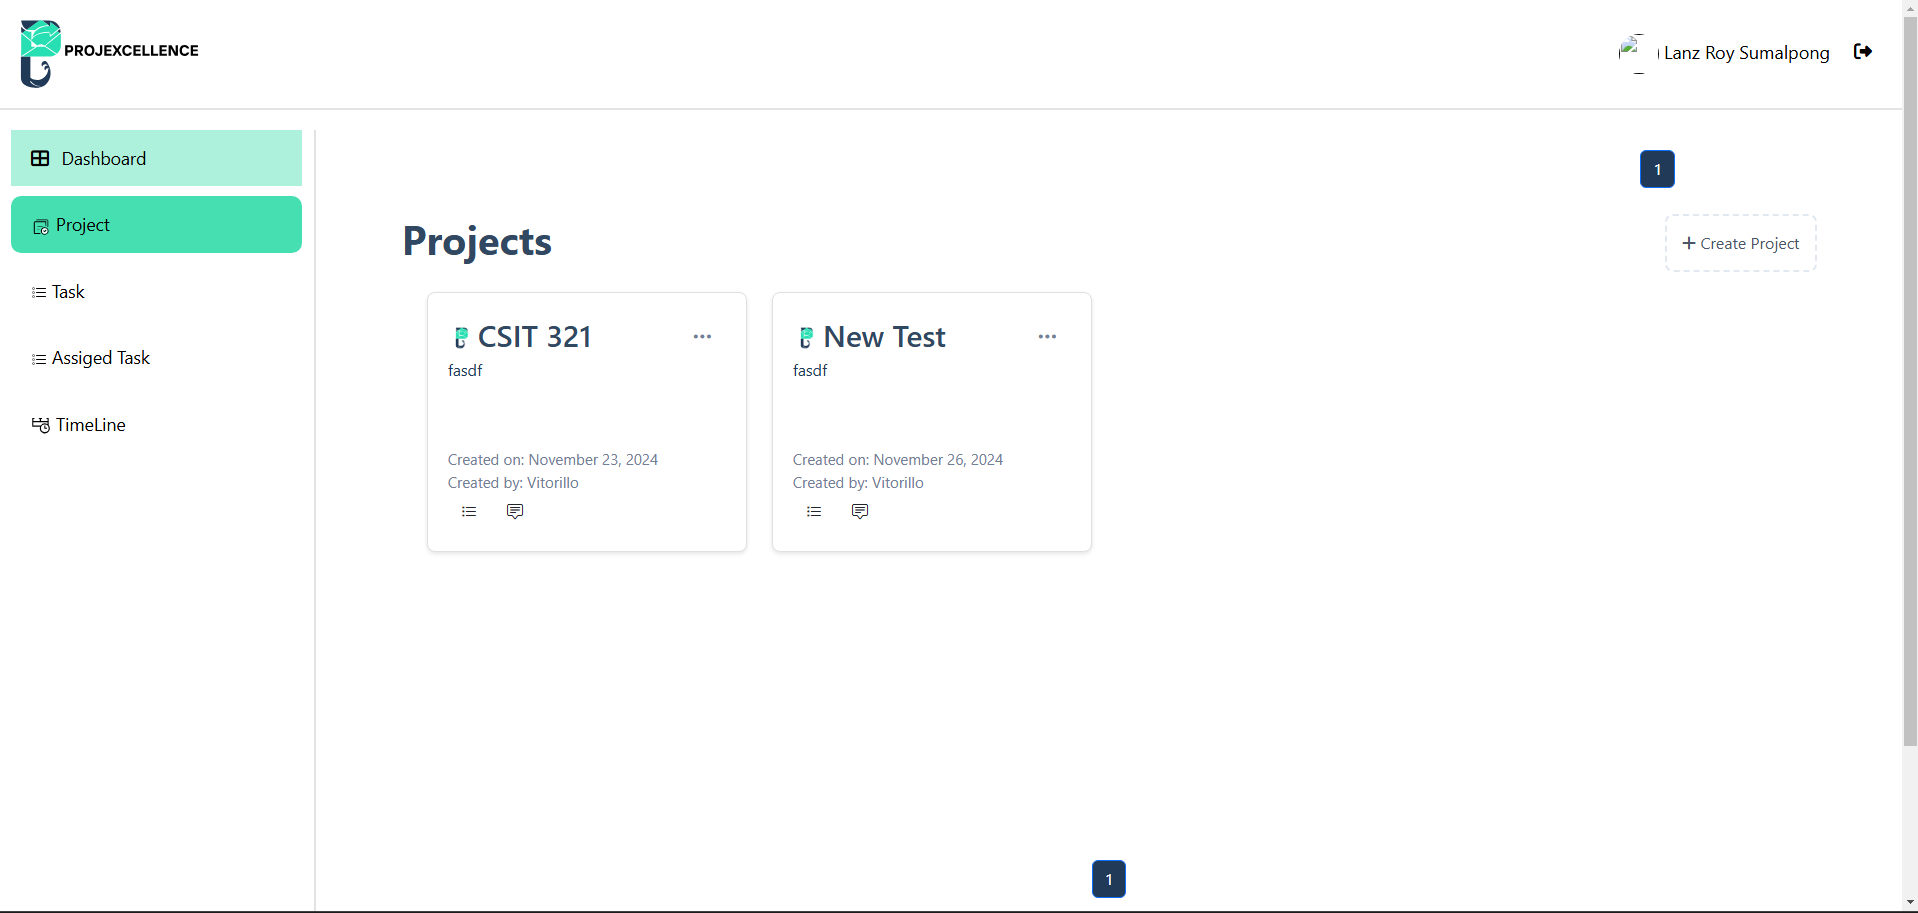 PROJEXCELLENCE
Lanz Roy Sumalpong
Dashboard
Project
Task
Assiged Task
TimeLine
1
Projects
+ Create Project
CSIT 321
fasdf
Created on: November 23, 2024
Created by: Vitorillo
New Test
fasdf
Created on: November 26, 2024
Created by: Vitorillo
1